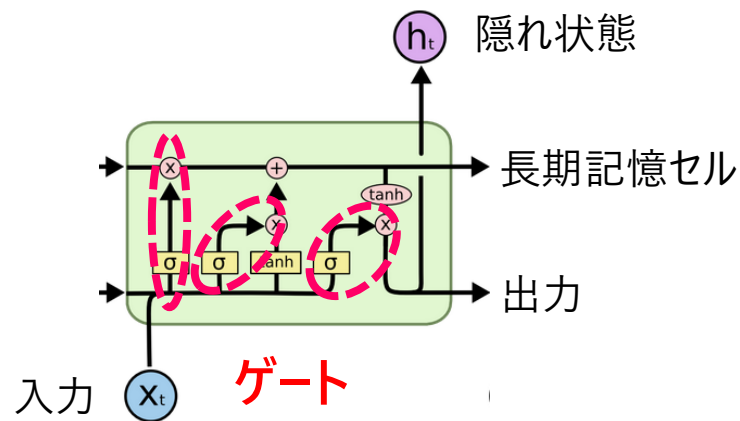 ht 隠れ状態
x + 長期記憶セル
tanh
x x
σ σ tanh σ
出力
ゲート
入力 Xt